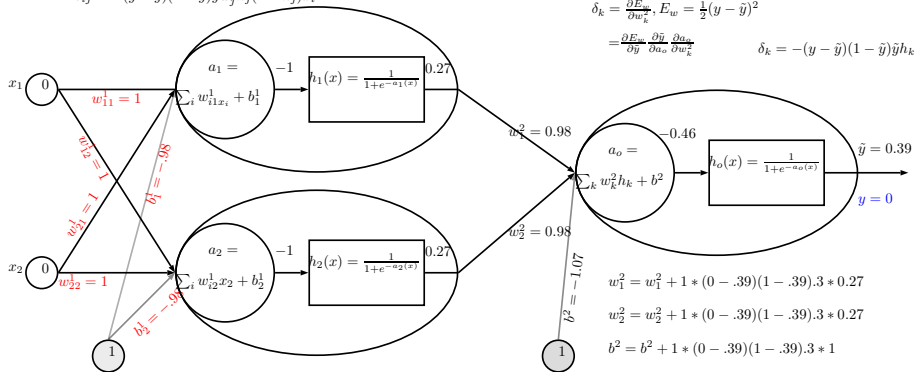 δ_k = ∂E_w/∂w_k^2, E_w = 1/2(y − ỹ)^2
= ∂E_w/∂ỹ ∂ỹ/∂a_o ∂a_o/∂w_k^2
δ_k = −(y − ỹ)(1 − ỹ)ỹh_k
x_1
0
w_11^1 = 1
w_12^1 = 1
w_21^1 = 1
b_1^1 = −.98
a_1 =
∑_i w_{i1x_i}^1 + b_1^1
−1
h_1(x) = 1/(1+e^{−a_1(x)})
0.27
w_1^2 = 0.98
x_2
0
w_22^1 = 1
b_2^1 = −.98
a_2 =
∑_i w_{i2}^1 x_2 + b_2^1
−1
h_2(x) = 1/(1+e^{−a_2(x)})
0.27
w_2^2 = 0.98
1
a_o =
∑_k w_k^2 h_k + b^2
−0.46
h_o(x) = 1/(1+e^{−a_o(x)})
ỹ = 0.39
y = 0
b^2 = −1.07
1
w_1^2 = w_1^2 + 1 ∗ (0 − .39)(1 − .39).3 ∗ 0.27
w_2^2 = w_2^2 + 1 ∗ (0 − .39)(1 − .39).3 ∗ 0.27
b^2 = b^2 + 1 ∗ (0 − .39)(1 − .39).3 ∗ 1